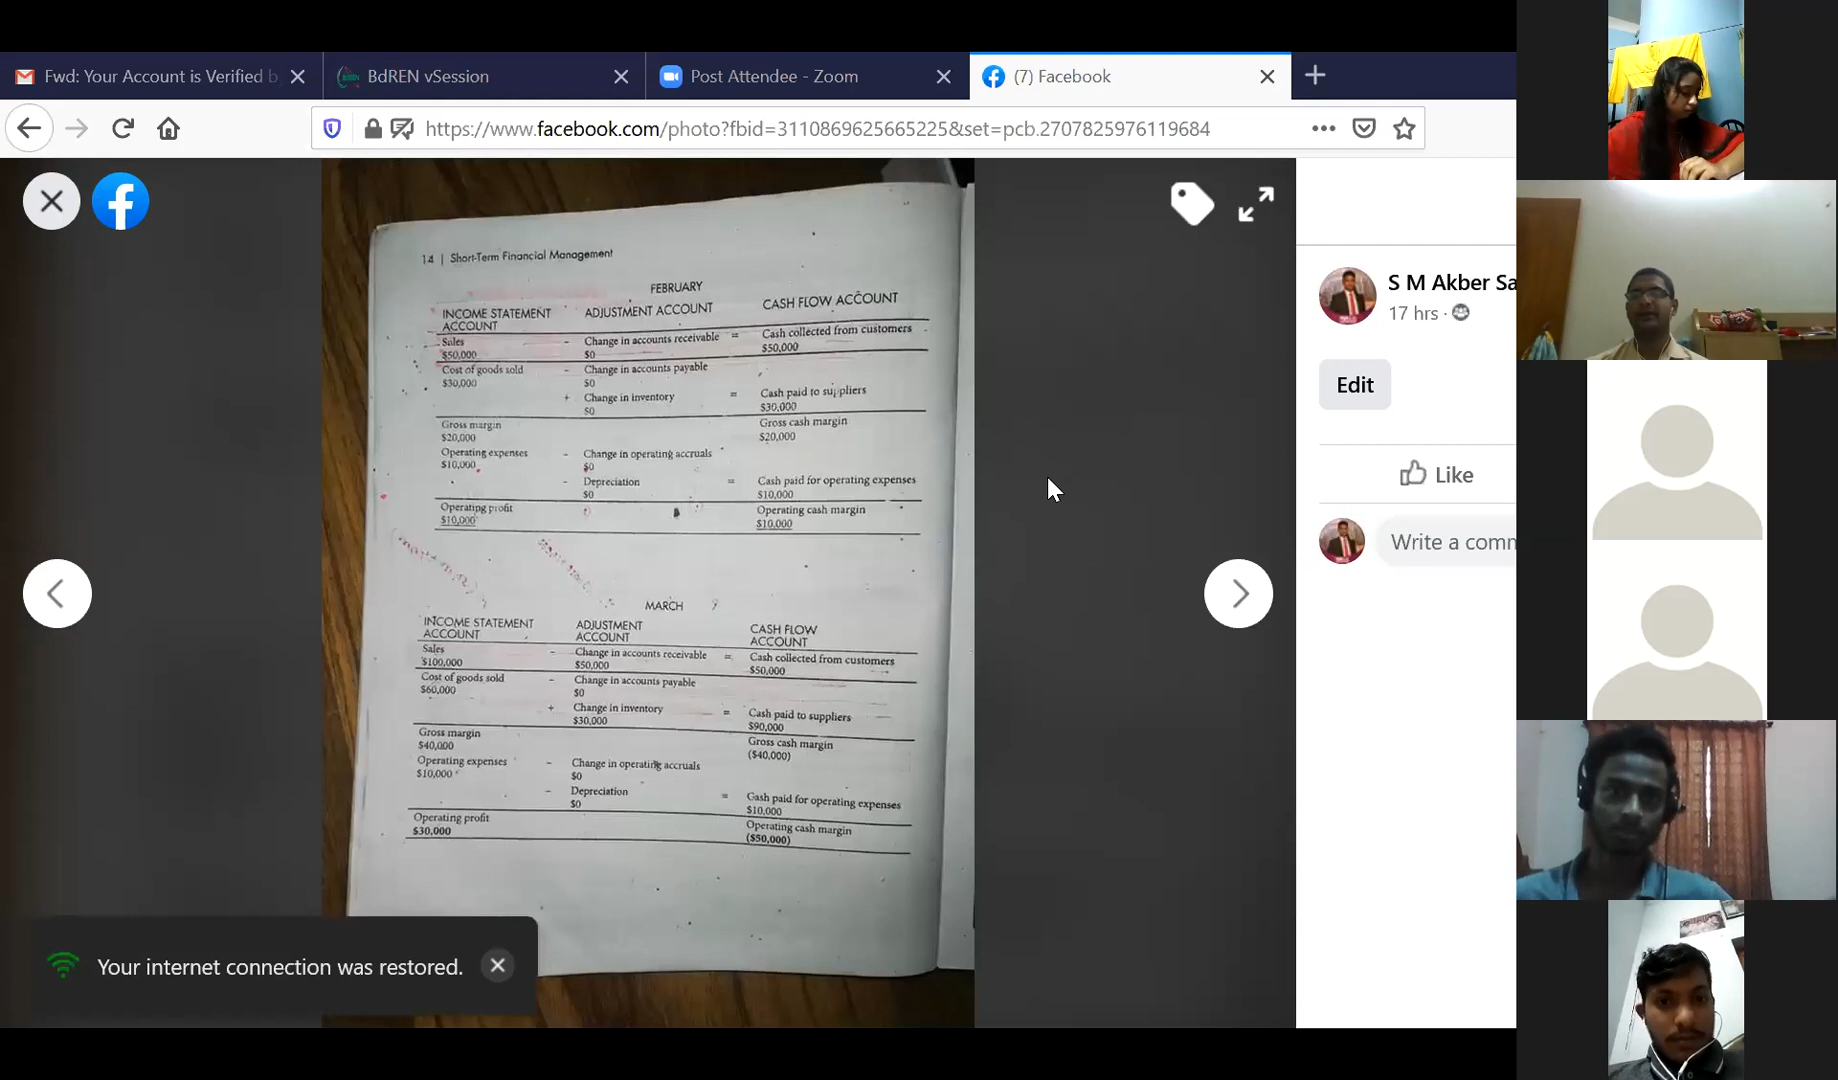 Fwd: Your Account is Verified b
BdREN vSession
Post Attendee - Zoom
(7) Facebook
https://www.facebook.com/photo?fbid=3110869625665225&set=pcb.2707825976119684
14 | Short-Term Financial Management
FEBRUARY
INCOME STATEMENT ACCOUNT
ADJUSTMENT ACCOUNT
CASH FLOW ACCOUNT
Sales - Change in accounts receivable = Cash collected from customers
$50,000 $0 $50,000
Cost of goods sold - Change in accounts payable
$30,000 $0
+ Change in inventory = Cash paid to suppliers
$0 $30,000
Gross margin Gross cash margin
$20,000 $20,000
Operating expenses - Change in operating accruals
$10,000 $0
- Depreciation = Cash paid for operating expenses
$0 $10,000
Operating profit Operating cash margin
$10,000 $10,000
MARCH
INCOME STATEMENT ACCOUNT
ADJUSTMENT ACCOUNT
CASH FLOW ACCOUNT
Sales - Change in accounts receivable = Cash collected from customers
$100,000 $50,000 $50,000
Cost of goods sold - Change in accounts payable
$60,000 $0
+ Change in inventory = Cash paid to suppliers
$30,000 $90,000
Gross margin Gross cash margin
$40,000 ($40,000)
Operating expenses - Change in operating accruals
$10,000 $0
- Depreciation = Cash paid for operating expenses
$0 $10,000
Operating profit Operating cash margin
$30,000 ($50,000)
S M Akber Sa
17 hrs ·
Edit
Like
Write a comm
Your internet connection was restored.